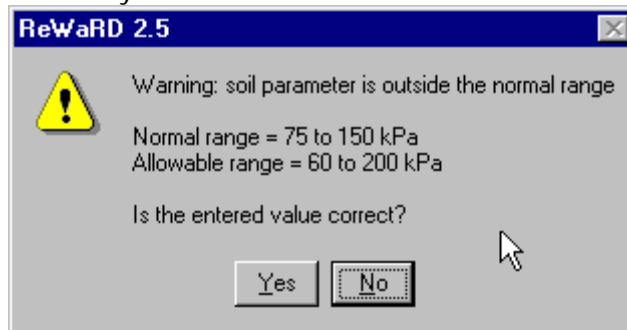 ReWaRD 2.5
Warning: soil parameter is outside the normal range
Normal range = 75 to 150 kPa
Allowable range = 60 to 200 kPa
Is the entered value correct?
Yes No